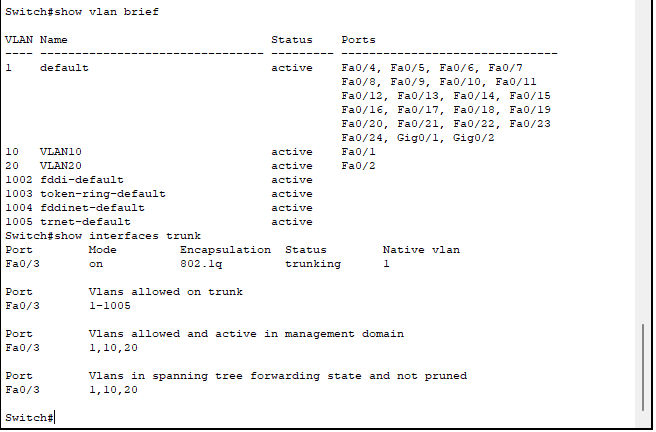 Switch#show vlan brief
VLAN Name                             Status    Ports
---- -------------------------------- --------- -------------------------------
1    default                          active    Fa0/4, Fa0/5, Fa0/6, Fa0/7
                                                Fa0/8, Fa0/9, Fa0/10, Fa0/11
                                                Fa0/12, Fa0/13, Fa0/14, Fa0/15
                                                Fa0/16, Fa0/17, Fa0/18, Fa0/19
                                                Fa0/20, Fa0/21, Fa0/22, Fa0/23
                                                Fa0/24, Gig0/1, Gig0/2
10   VLAN10                           active    Fa0/1
20   VLAN20                           active    Fa0/2
1002 fddi-default                     active
1003 token-ring-default               active
1004 fddinet-default                  active
1005 trnet-default                    active
Switch#show interfaces trunk
Port        Mode         Encapsulation  Status        Native vlan
Fa0/3       on           802.1q         trunking      1
Port        Vlans allowed on trunk
Fa0/3       1-1005
Port        Vlans allowed and active in management domain
Fa0/3       1,10,20
Port        Vlans in spanning tree forwarding state and not pruned
Fa0/3       1,10,20
Switch#